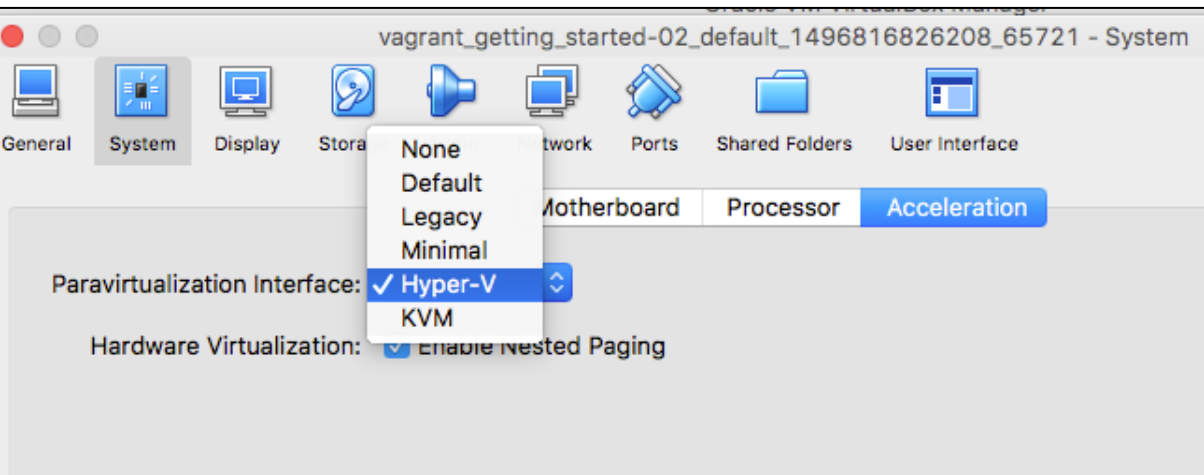 vagrant_getting_started-02_default_1496816826208_65721 - System
General System Display Network Ports Shared Folders User Interface
None
Default
Legacy
Minimal
Hyper-V
KVM
Motherboard Processor Acceleration
Paravirtualization Interface:
Hardware Virtualization: Enable Nested Paging